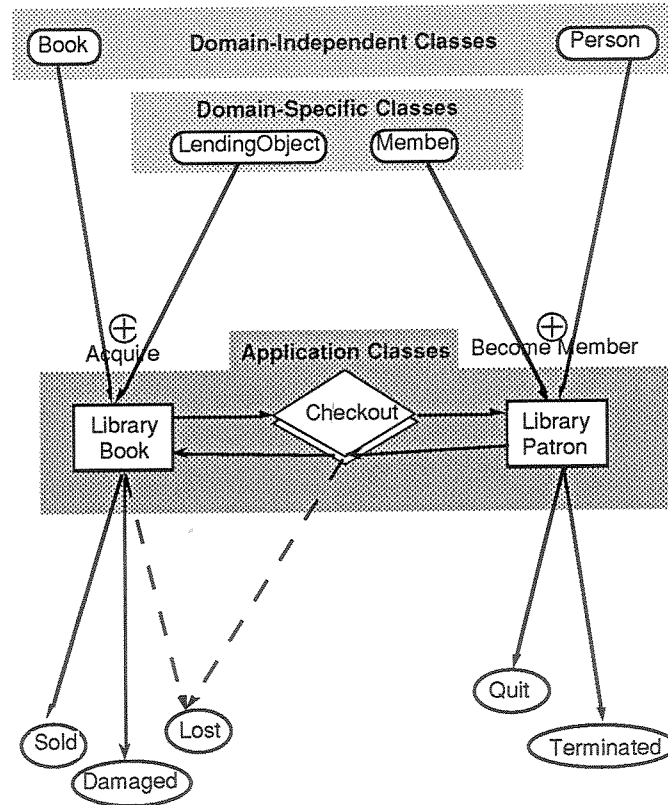 Book
Domain-Independent Classes
Person
Domain-Specific Classes
LendingObject
Member
Acquire
Application Classes
Become Member
Library
Book
Checkout
Library
Patron
Sold
Damaged
Lost
Quit
Terminated